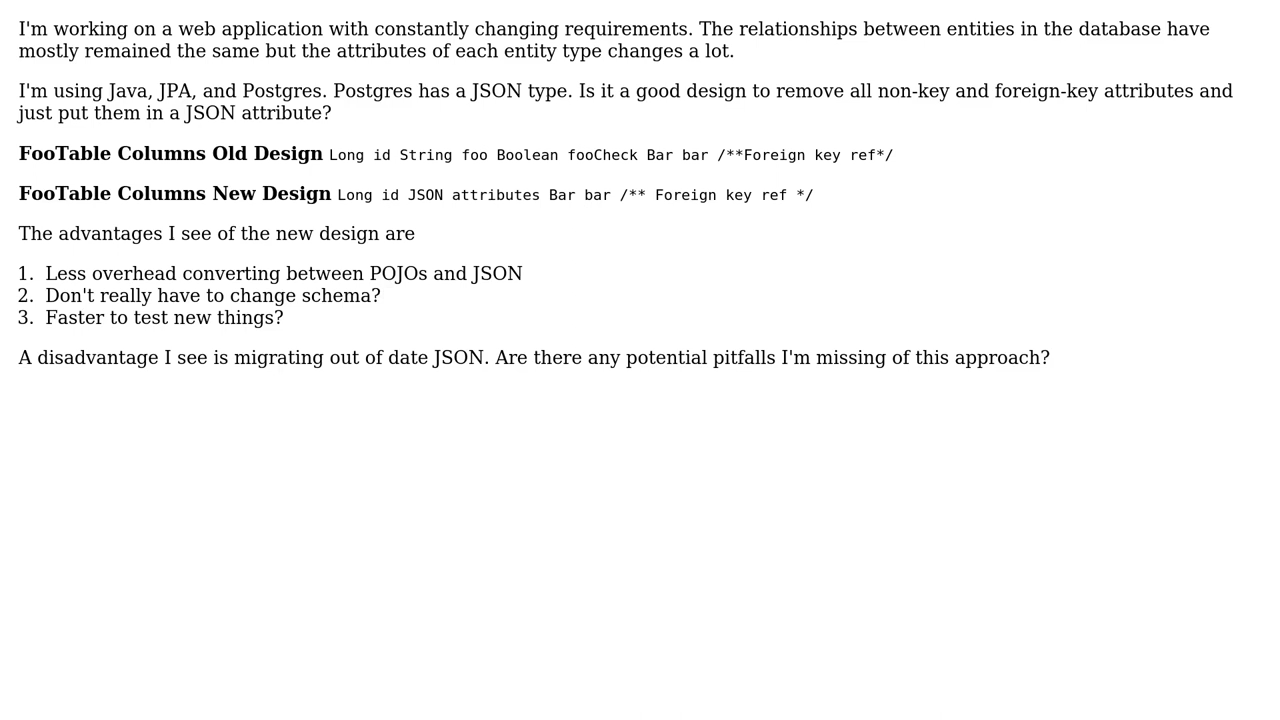 I'm working on a web application with constantly changing requirements. The relationships between entities in the database have
mostly remained the same but the attributes of each entity type changes a lot.
I'm using Java, JPA, and Postgres. Postgres has a JSON type. Is it a good design to remove all non-key and foreign-key attributes and
just put them in a JSON attribute?
FooTable Columns Old Design Long id String foo Boolean fooCheck Bar bar /**Foreign key ref*/
FooTable Columns New Design Long id JSON attributes Bar bar /** Foreign key ref */
The advantages I see of the new design are
1. Less overhead converting between POJOs and JSON
2. Don't really have to change schema?
3. Faster to test new things?
A disadvantage I see is migrating out of date JSON. Are there any potential pitfalls I'm missing of this approach?